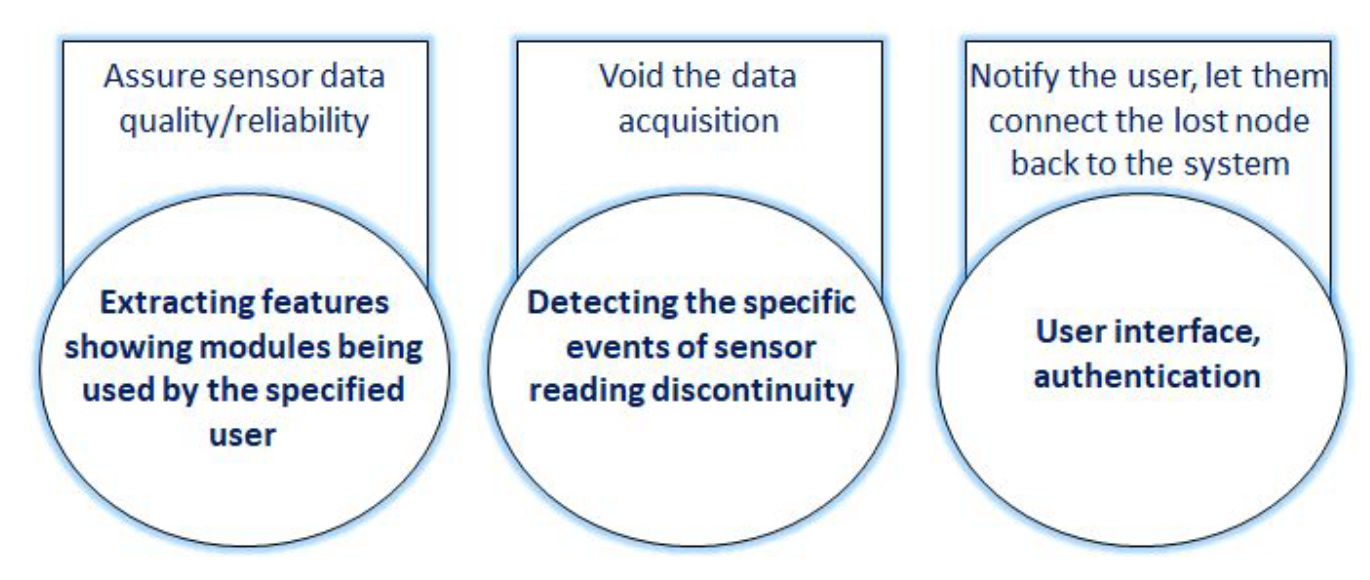 Assure sensor data
quality/reliability
Extracting features
showing modules being
used by the specified
user
Void the data
acquisition
Detecting the specific
events of sensor
reading discontinuity
Notify the user, let them
connect the lost node
back to the system
User interface,
authentication